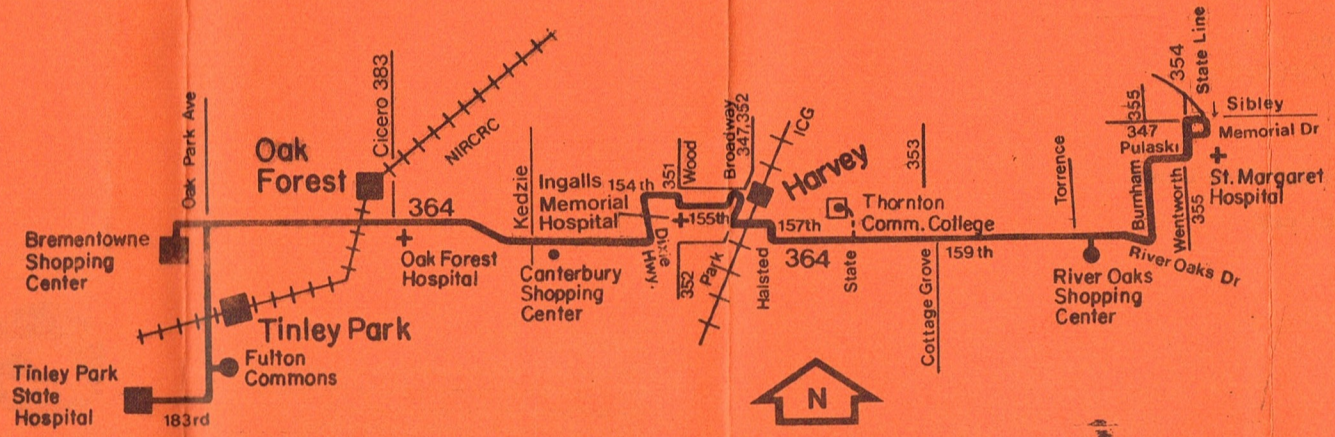 Oak Park Ave
Oak
Forest
Cicero 383
NIRCRC
364
Brementowne
Shopping
Center
Oak Forest
Hospital
Tinley Park
Fulton
Commons
Tinley Park
State
Hospital
183rd
Kedzie
Ingalls
Memorial
Hospital
154th
351
Wood
Broadway
347,352
ICG
Harvey
155th
Dixie
Hwy.
352
Park
Canterbury
Shopping
Center
Halsted
157th
364
Thornton
Comm. College
State
353
Cottage Grove
159th
Torrence
River Oaks
Shopping
Center
River Oaks Dr
Burnham
355
347
Pulaski
Wentworth
355
354
State Line
Sibley
Memorial Dr
St. Margaret
Hospital
N